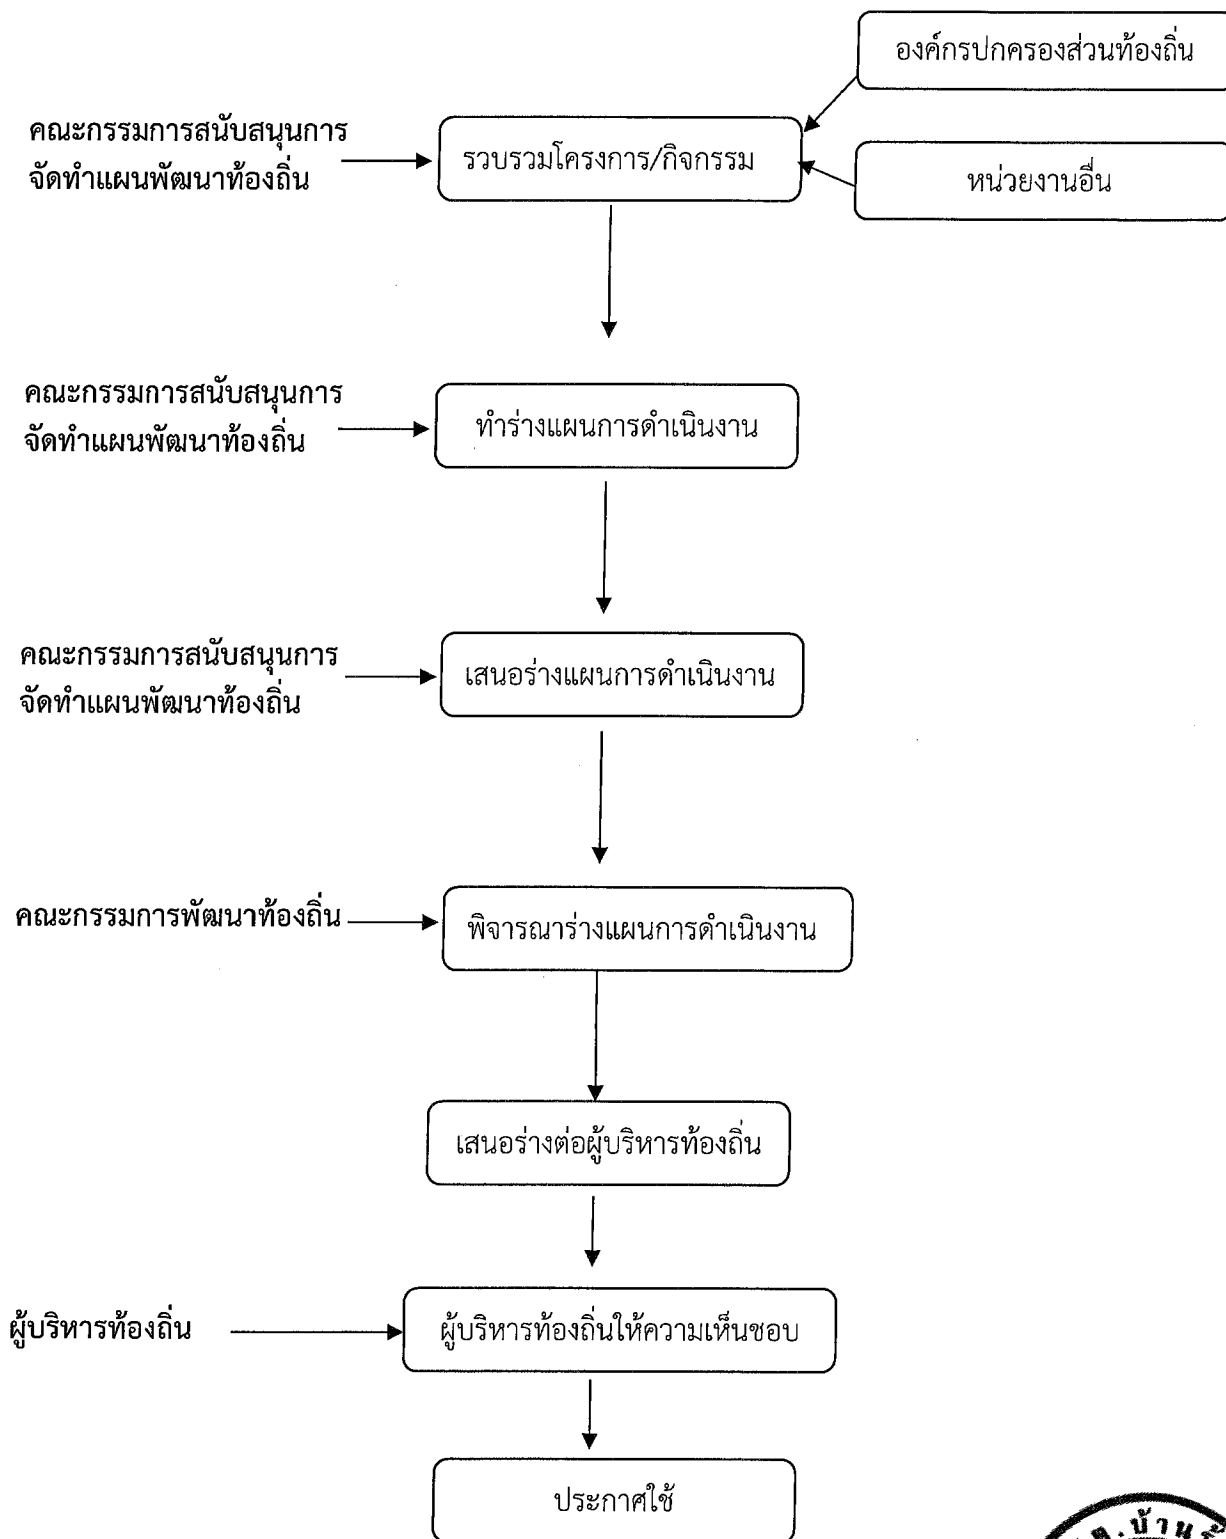 องค์กรปกครองส่วนท้องถิ่น
คณะกรรมการสนับสนุนการ
จัดทำแผนพัฒนาท้องถิ่น
รวบรวมโครงการ/กิจกรรม
หน่วยงานอื่น
คณะกรรมการสนับสนุนการ
จัดทำแผนพัฒนาท้องถิ่น
ทำร่างแผนการดำเนินงาน
คณะกรรมการสนับสนุนการ
จัดทำแผนพัฒนาท้องถิ่น
เสนอร่างแผนการดำเนินงาน
คณะกรรมการพัฒนาท้องถิ่น
พิจารณาร่างแผนการดำเนินงาน
เสนอร่างต่อผู้บริหารท้องถิ่น
ผู้บริหารท้องถิ่น
ผู้บริหารท้องถิ่นให้ความเห็นชอบ
ประกาศใช้
บ้าน